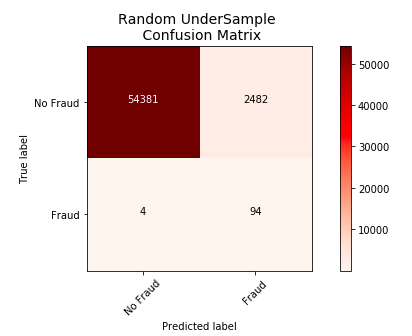 Random UnderSample
Confusion Matrix
50000
No Fraud
54381
2482
40000
True label
30000
20000
Fraud
4
94
10000
No Fraud
Fraud
Predicted label